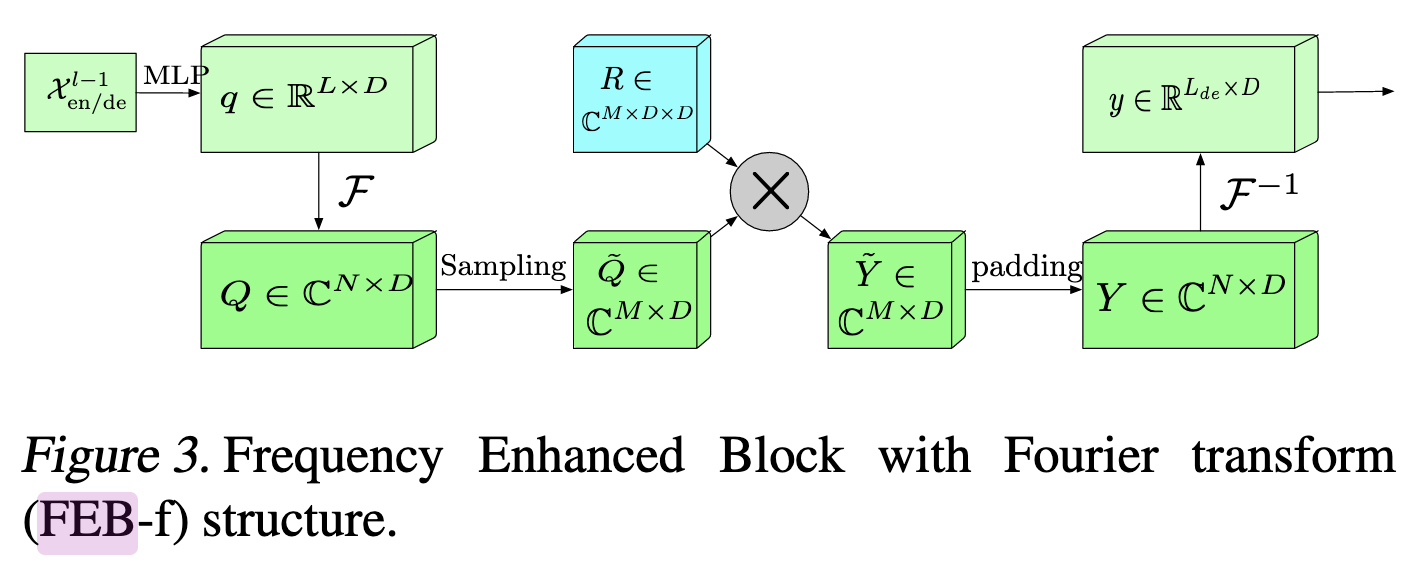 𝒳^{l-1}_{en/de}
MLP
q ∈ ℝ^{L×D}
R ∈
ℂ^{M×D×D}
y ∈ ℝ^{L_{de}×D}
ℱ
ℱ^{-1}
Q ∈ ℂ^{N×D}
Sampling
Q̃ ∈
ℂ^{M×D}
Ỹ ∈
ℂ^{M×D}
padding
Y ∈ ℂ^{N×D}
Figure 3. Frequency Enhanced Block with Fourier transform
(FEB-f) structure.